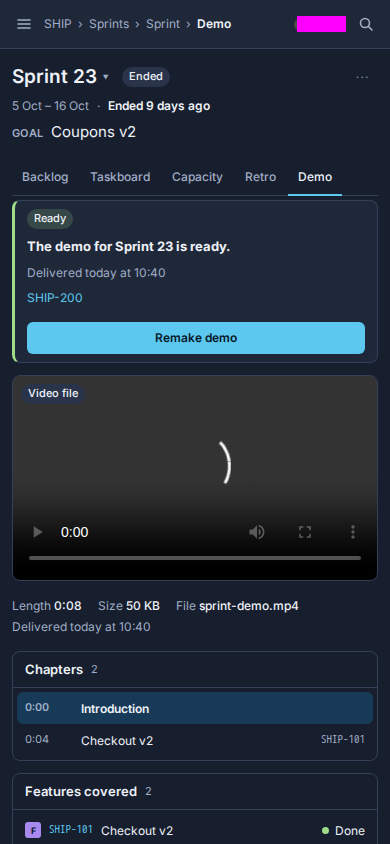 SHIP › Sprints › Sprint › Demo
Sprint 23 ▾ Ended ...
5 Oct – 16 Oct · Ended 9 days ago
GOAL Coupons v2
Backlog Taskboard Capacity Retro Demo
Ready
The demo for Sprint 23 is ready.
Delivered today at 10:40
SHIP-200
Remake demo
Video file
0:00
Length 0:08 Size 50 KB File sprint-demo.mp4
Delivered today at 10:40
Chapters 2
0:00 Introduction
0:04 Checkout v2 SHIP-101
Features covered 2
F SHIP-101 Checkout v2 Done